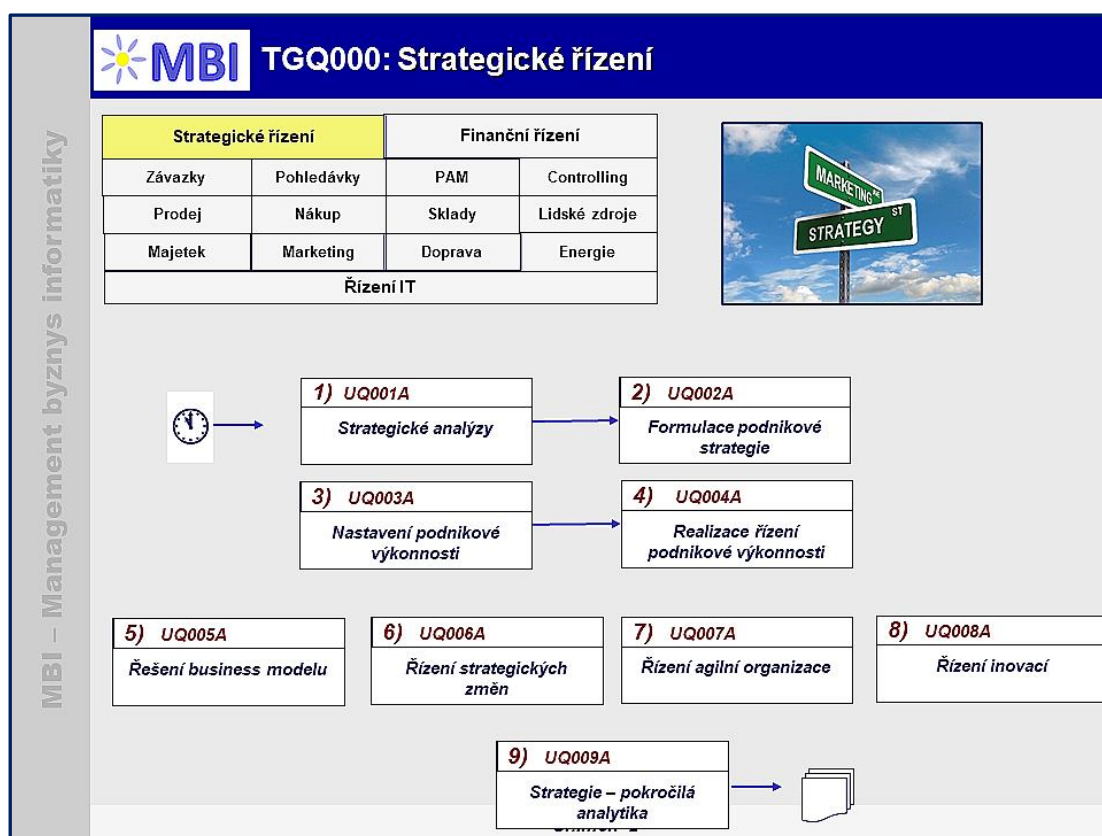 MBI – Management byznys informatiky
MBI
TGQ000: Strategické řízení
Strategické řízení
Finanční řízení
Závazky
Pohledávky
PAM
Controlling
Prodej
Nákup
Sklady
Lidské zdroje
Majetek
Marketing
Doprava
Energie
Řízení IT
MARKETING AVE
STRATEGY ST
1) UQ001A
Strategické analýzy
2) UQ002A
Formulace podnikové
strategie
3) UQ003A
Nastavení podnikové
výkonnosti
4) UQ004A
Realizace řízení
podnikové výkonnosti
5) UQ005A
Řešení business modelu
6) UQ006A
Řízení strategických
změn
7) UQ007A
Řízení agilní organizace
8) UQ008A
Řízení inovací
9) UQ009A
Strategie – pokročilá
analytika